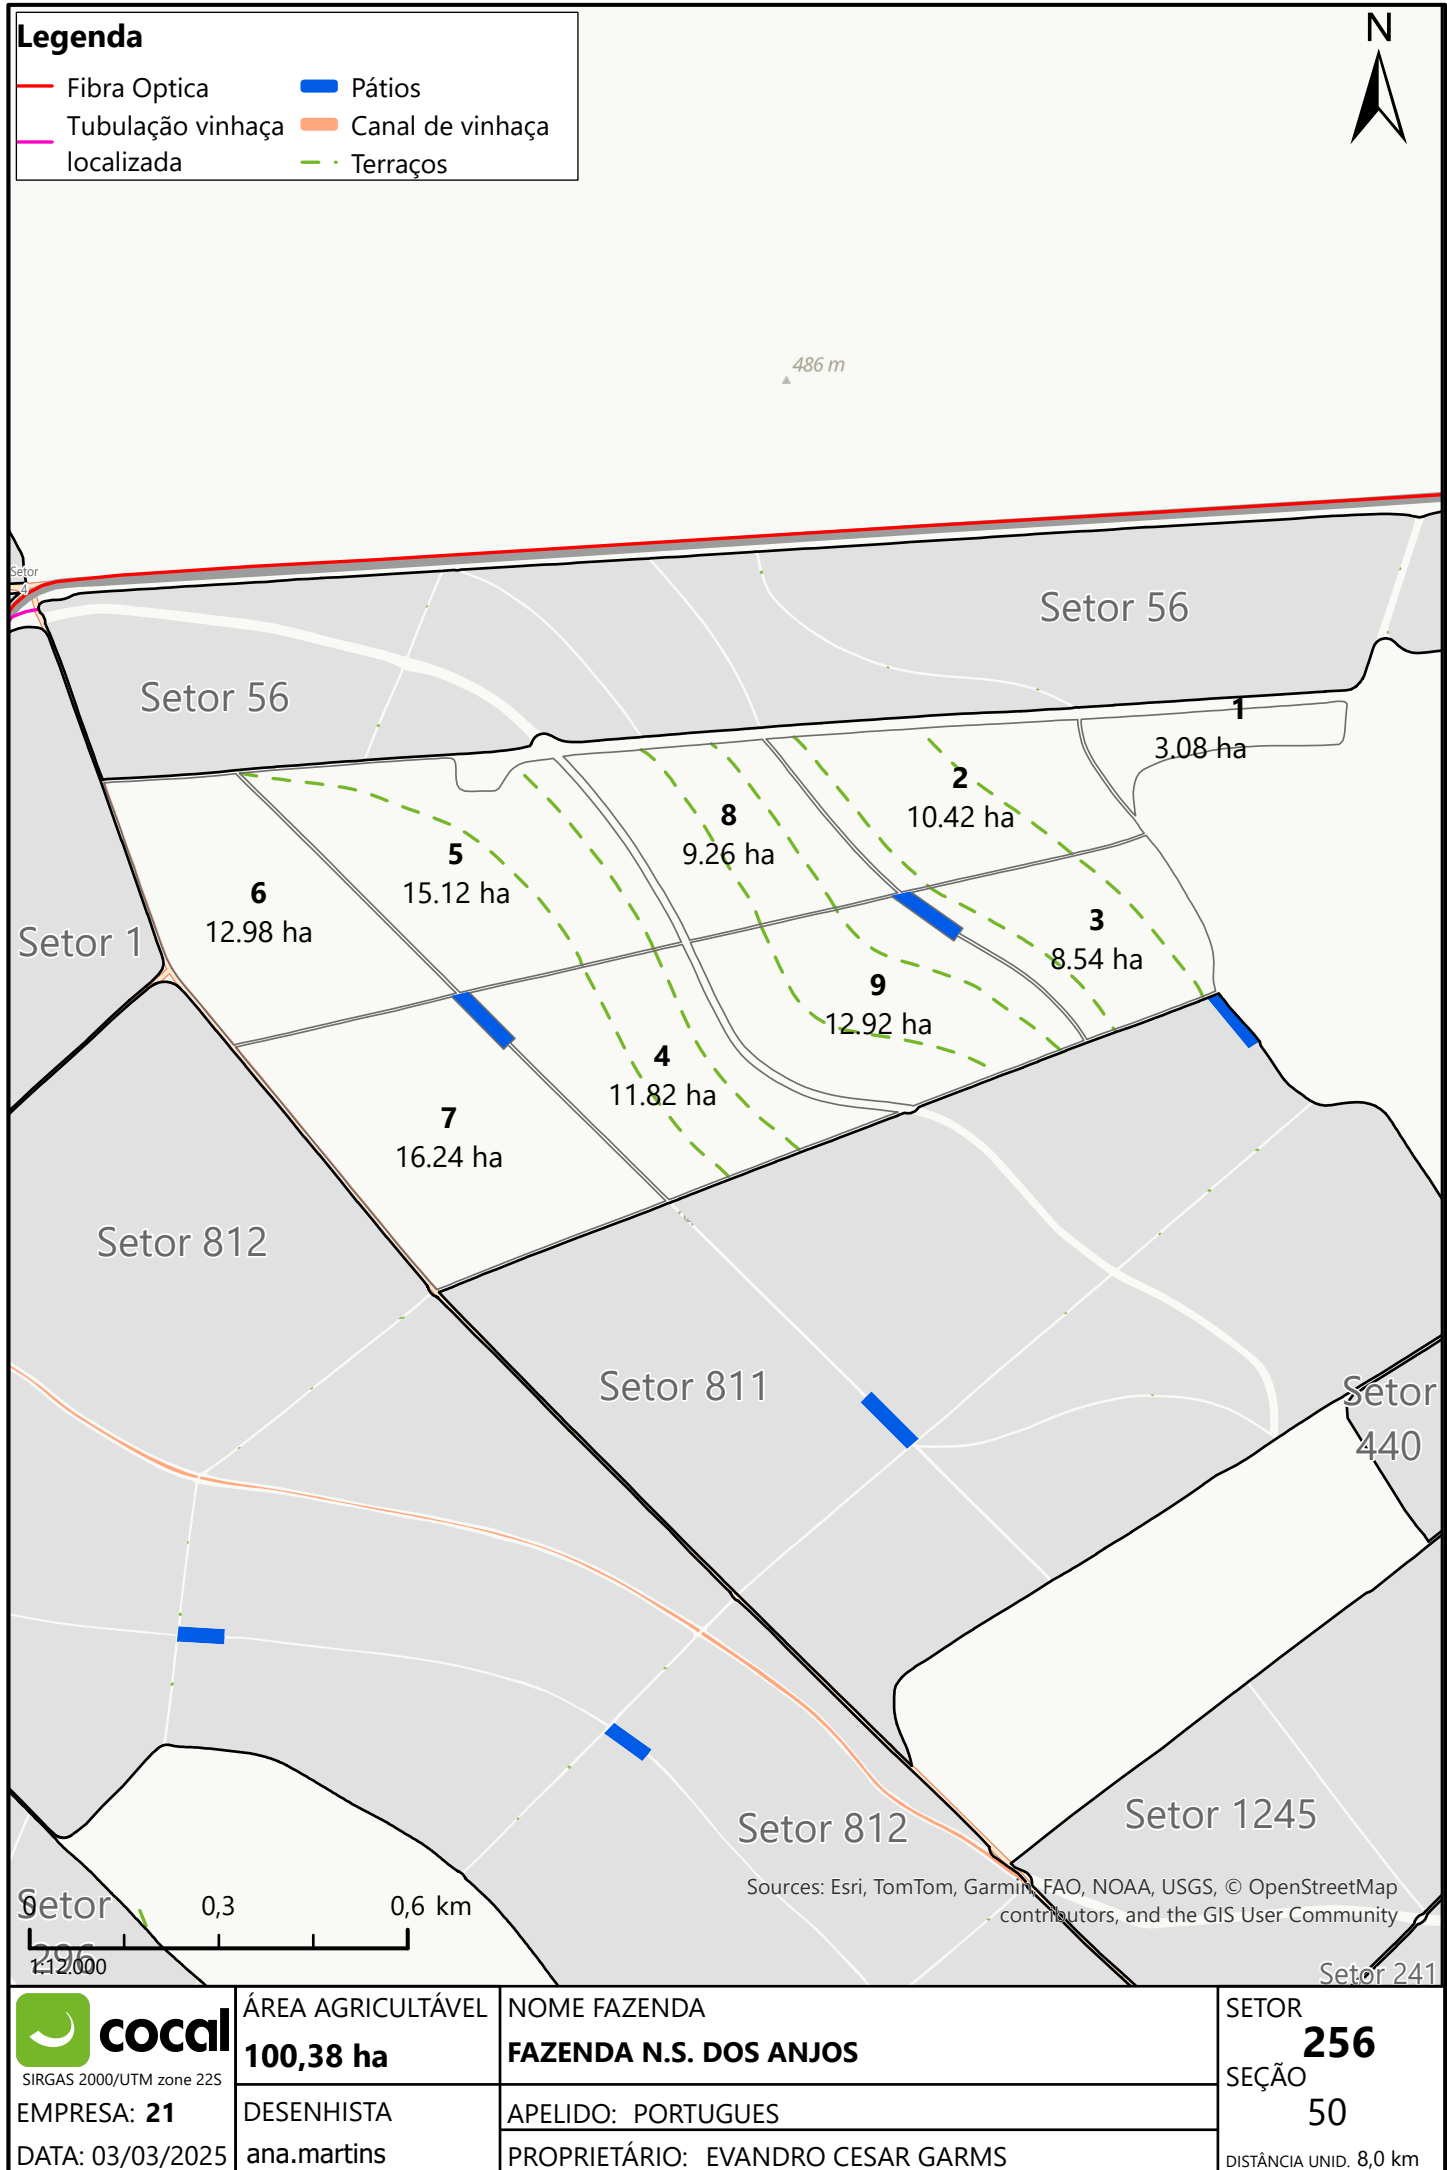 Legenda
Fibra Optica
Pátios
Tubulação vinhaça
localizada
Canal de vinhaça
Terraços
N
486 m
Setor
4
Setor 56
Setor 56
1
3.08 ha
2
10.42 ha
8
9.26 ha
5
15.12 ha
6
12.98 ha
3
8.54 ha
Setor 1
9
12.92 ha
4
11.82 ha
7
16.24 ha
Setor 812
Setor 811
Setor
440
Setor 812
Setor 1245
Sources: Esri, TomTom, Garmin, FAO, NOAA, USGS, © OpenStreetMap
contributors, and the GIS User Community
Setor
296
0 0,3 0,6 km
1:12.000
Setor 241
cocal
SIRGAS 2000/UTM zone 22S
EMPRESA: 21
DATA: 03/03/2025
ÁREA AGRICULTÁVEL
100,38 ha
DESENHISTA
ana.martins
NOME FAZENDA
FAZENDA N.S. DOS ANJOS
APELIDO: PORTUGUES
PROPRIETÁRIO: EVANDRO CESAR GARMS
SETOR
256
SEÇÃO
50
DISTÂNCIA UNID. 8,0 km